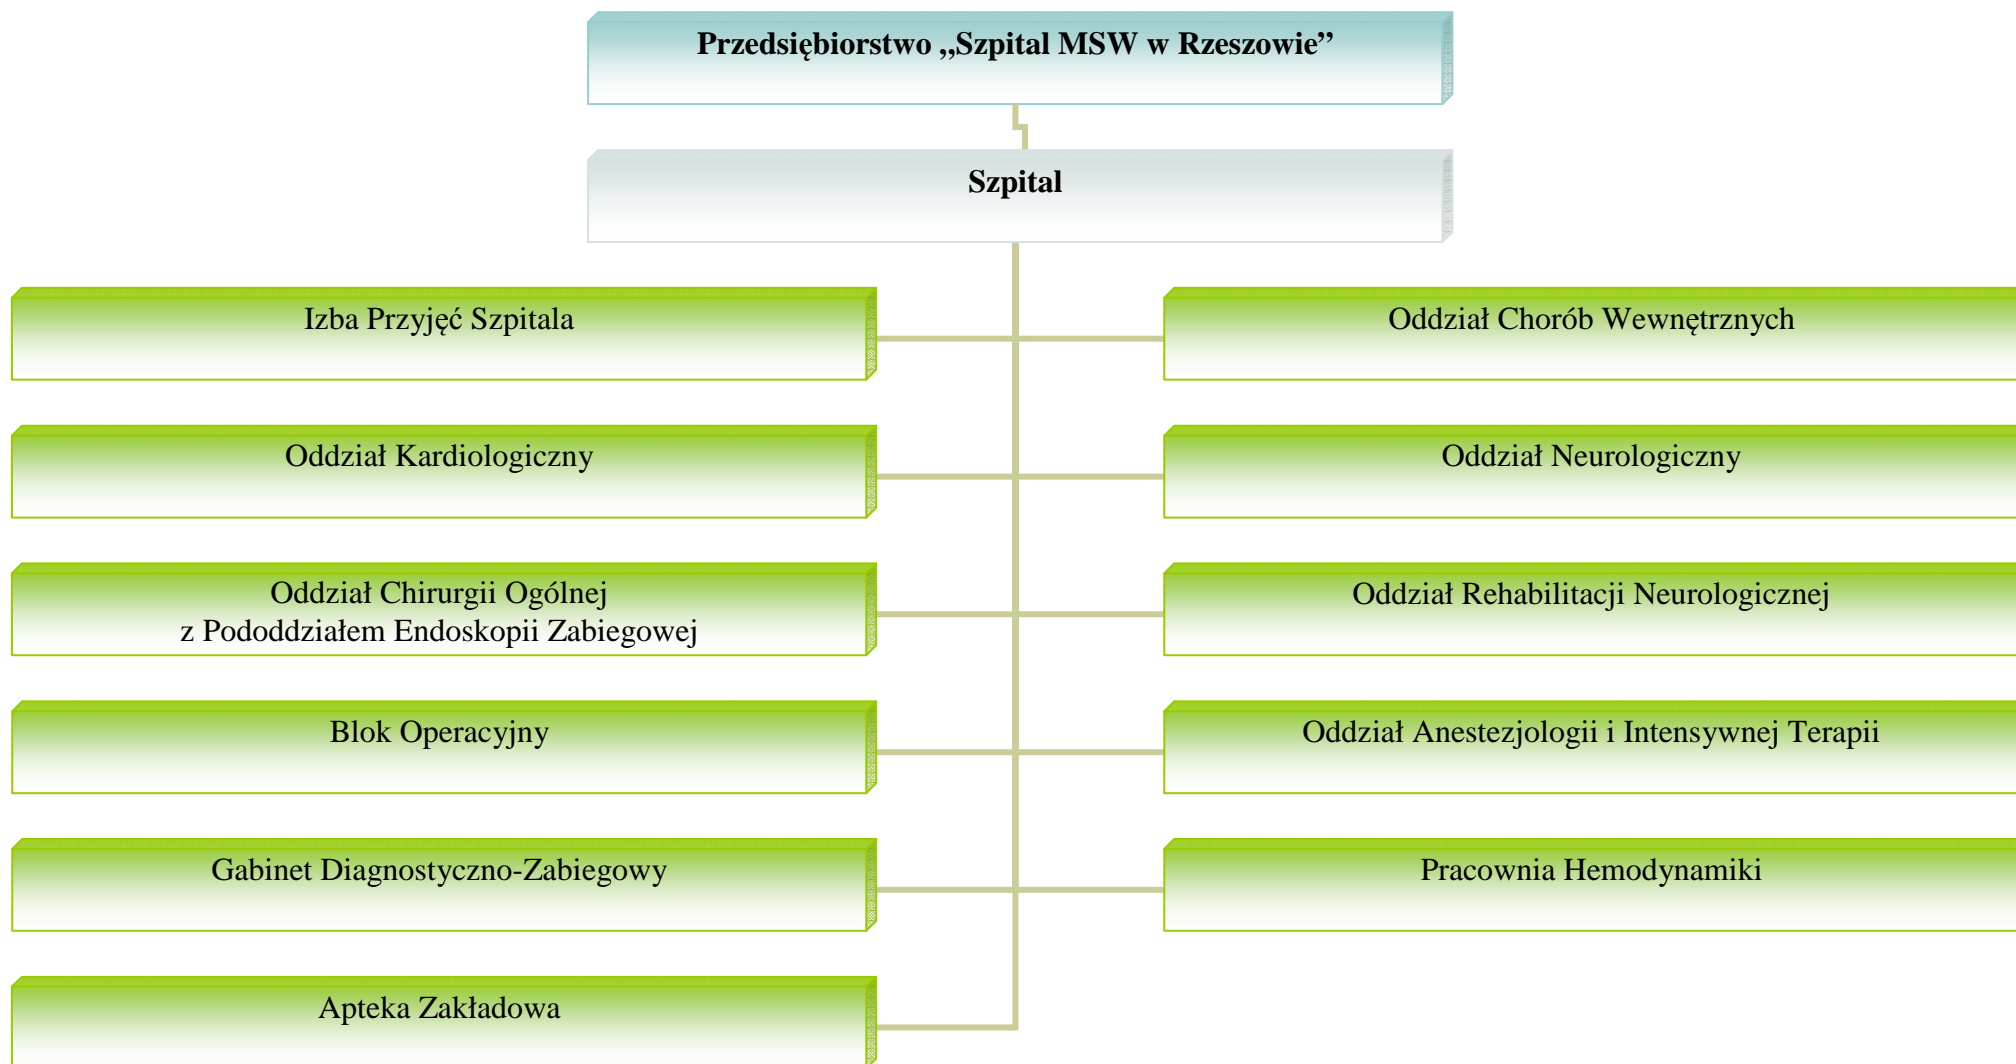 Przedsiębiorstwo „Szpital MSW w Rzeszowie”
Szpital
Izba Przyjęć Szpitala
Oddział Chorób Wewnętrznych
Oddział Kardiologiczny
Oddział Neurologiczny
Oddział Chirurgii Ogólnej
z Pododdziałem Endoskopii Zabiegowej
Oddział Rehabilitacji Neurologicznej
Blok Operacyjny
Oddział Anestezjologii i Intensywnej Terapii
Gabinet Diagnostyczno-Zabiegowy
Pracownia Hemodynamiki
Apteka Zakładowa